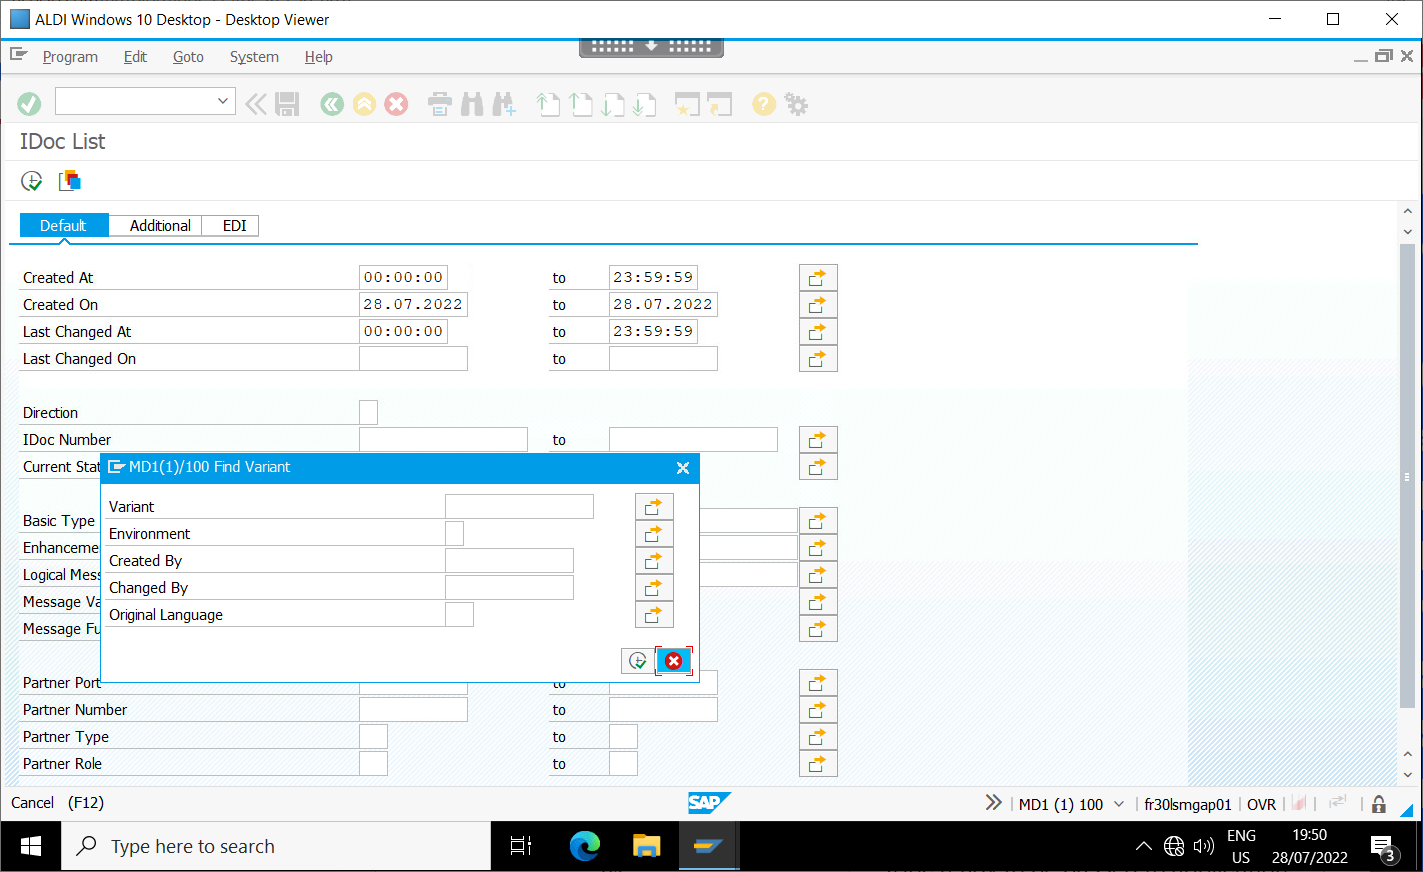 ALDI Windows 10 Desktop - Desktop Viewer
Program Edit Goto System Help
IDoc List
Default Additional EDI
Created At 00:00:00 to 23:59:59
Created On 28.07.2022 to 28.07.2022
Last Changed At 00:00:00 to 23:59:59
Last Changed On to
Direction
IDoc Number to
Current Stat
MD1(1)/100 Find Variant
Variant
Environment
Created By
Changed By
Original Language
Basic Type
Enhanceme
Logical Mess
Message Va
Message Fu
Partner Port to
Partner Number to
Partner Type to
Partner Role to
Cancel (F12) SAP MD1 (1) 100 fr30lsmgap01 OVR
Type here to search
ENG
US
19:50
28/07/2022
3